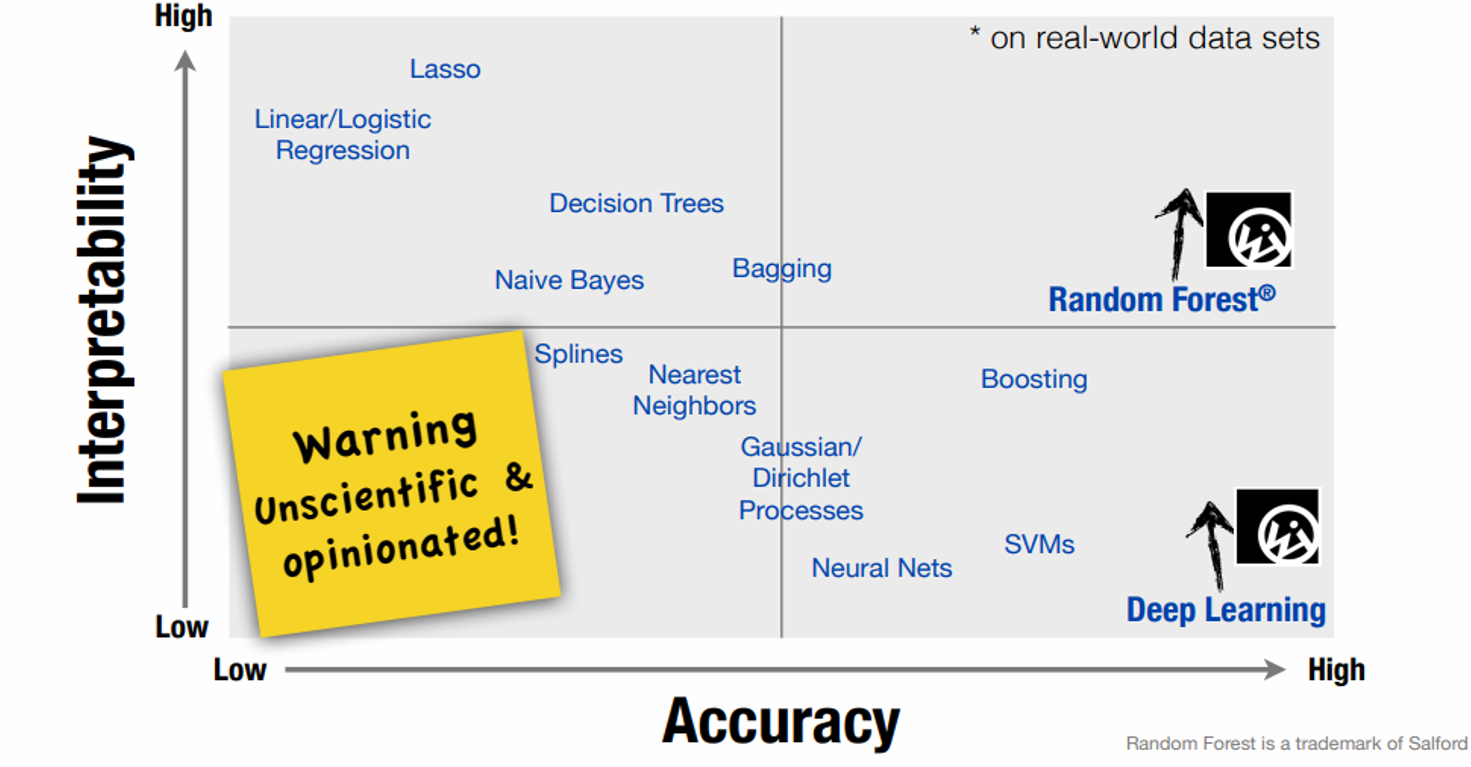 High
* on real-world data sets
Lasso
Linear/Logistic
Regression
Decision Trees
Bagging
Naive Bayes
Random Forest®
Interpretability
Splines
Nearest
Neighbors
Boosting
Warning
Unscientific &
opinionated!
Gaussian/
Dirichlet
Processes
SVMs
Neural Nets
Deep Learning
Low
Low
High
Accuracy
Random Forest is a trademark of Salford